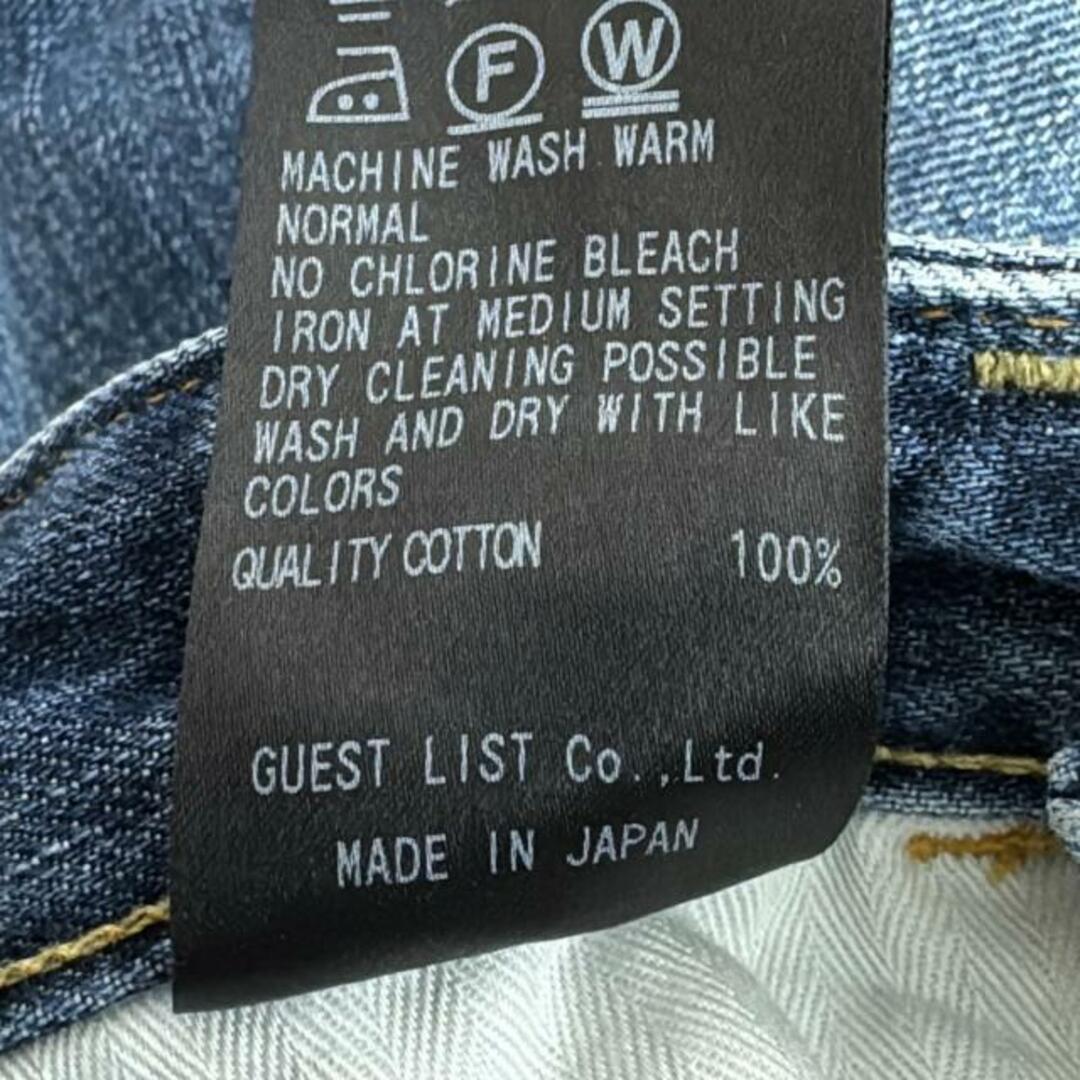 F W
MACHINE WASH WARM
NORMAL
NO CHLORINE BLEACH
IRON AT MEDIUM SETTING
DRY CLEANING POSSIBLE
WASH AND DRY WITH LIKE
COLORS
QUALITY COTTON 100%
GUEST LIST Co.,Ltd.
MADE IN JAPAN